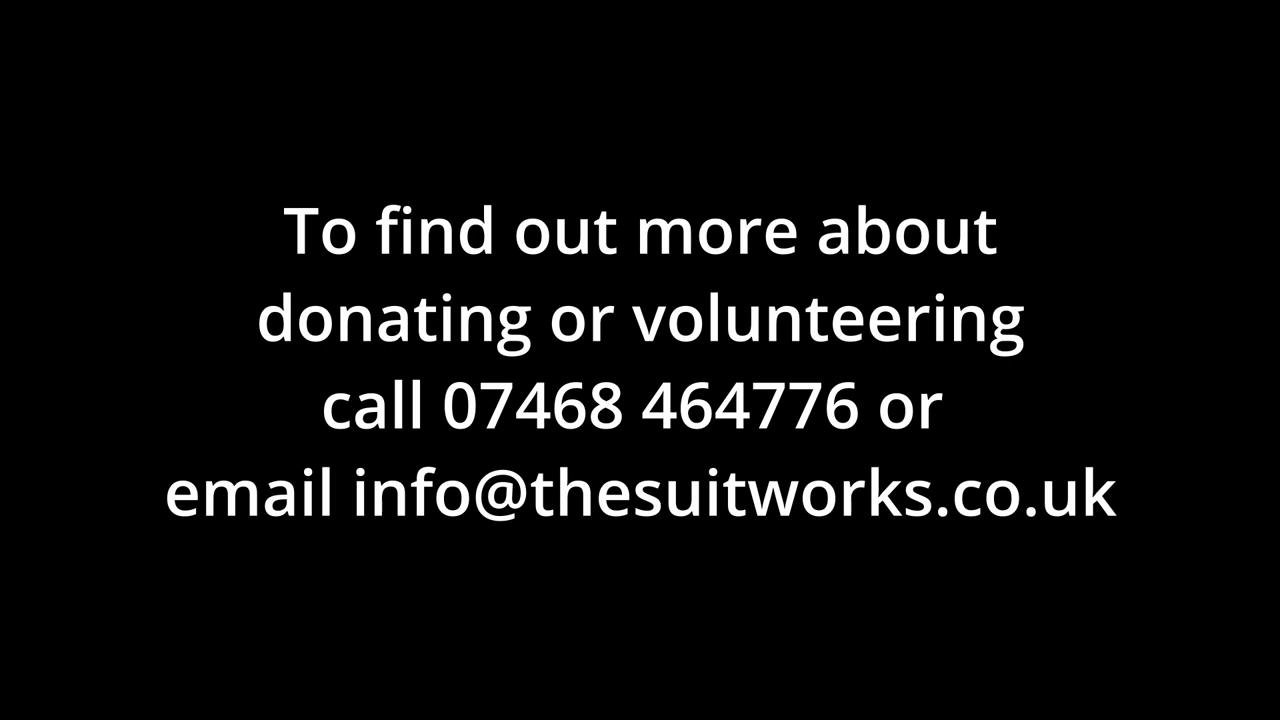 To find out more about
donating or volunteering
call 07468 464776 or
email info@thesuitworks.co.uk